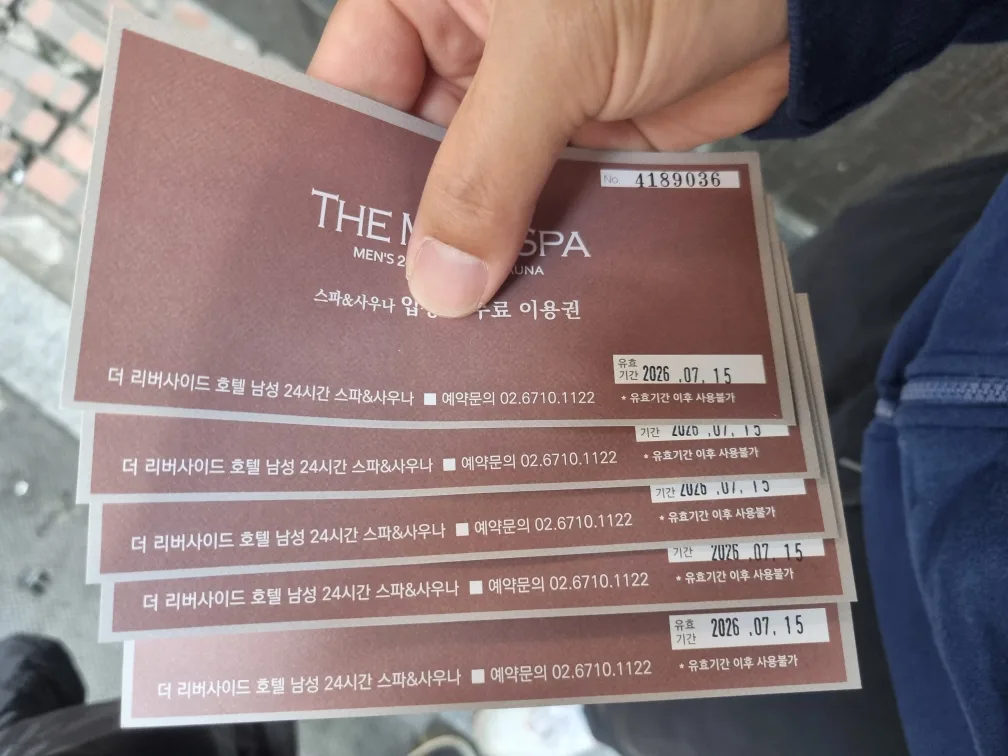 No. 4189036
THE SPA
MEN'S
스파&사우나 이용권
유효
기간 2026 .07. 15
더 리버사이드 호텔 남성 24시간 스파&사우나 ■ 예약문의 02.6710.1122
* 유효기간 이후 사용불가
기간 2026 .07. 15
더 리버사이드 호텔 남성 24시간 스파&사우나 ■ 예약문의 02.6710.1122
* 유효기간 이후 사용불가
기간 2026 .07. 15
더 리버사이드 호텔 남성 24시간 스파&사우나 ■ 예약문의 02.6710.1122
* 유효기간 이후 사용불가
기간 2026 .07. 15
더 리버사이드 호텔 남성 24시간 스파&사우나 ■ 예약문의 02.6710.1122
* 유효기간 이후 사용불가
유효
기간 2026 .07. 15
더 리버사이드 호텔 남성 24시간 스파&사우나 ■ 예약문의 02.6710.1122
* 유효기간 이후 사용불가